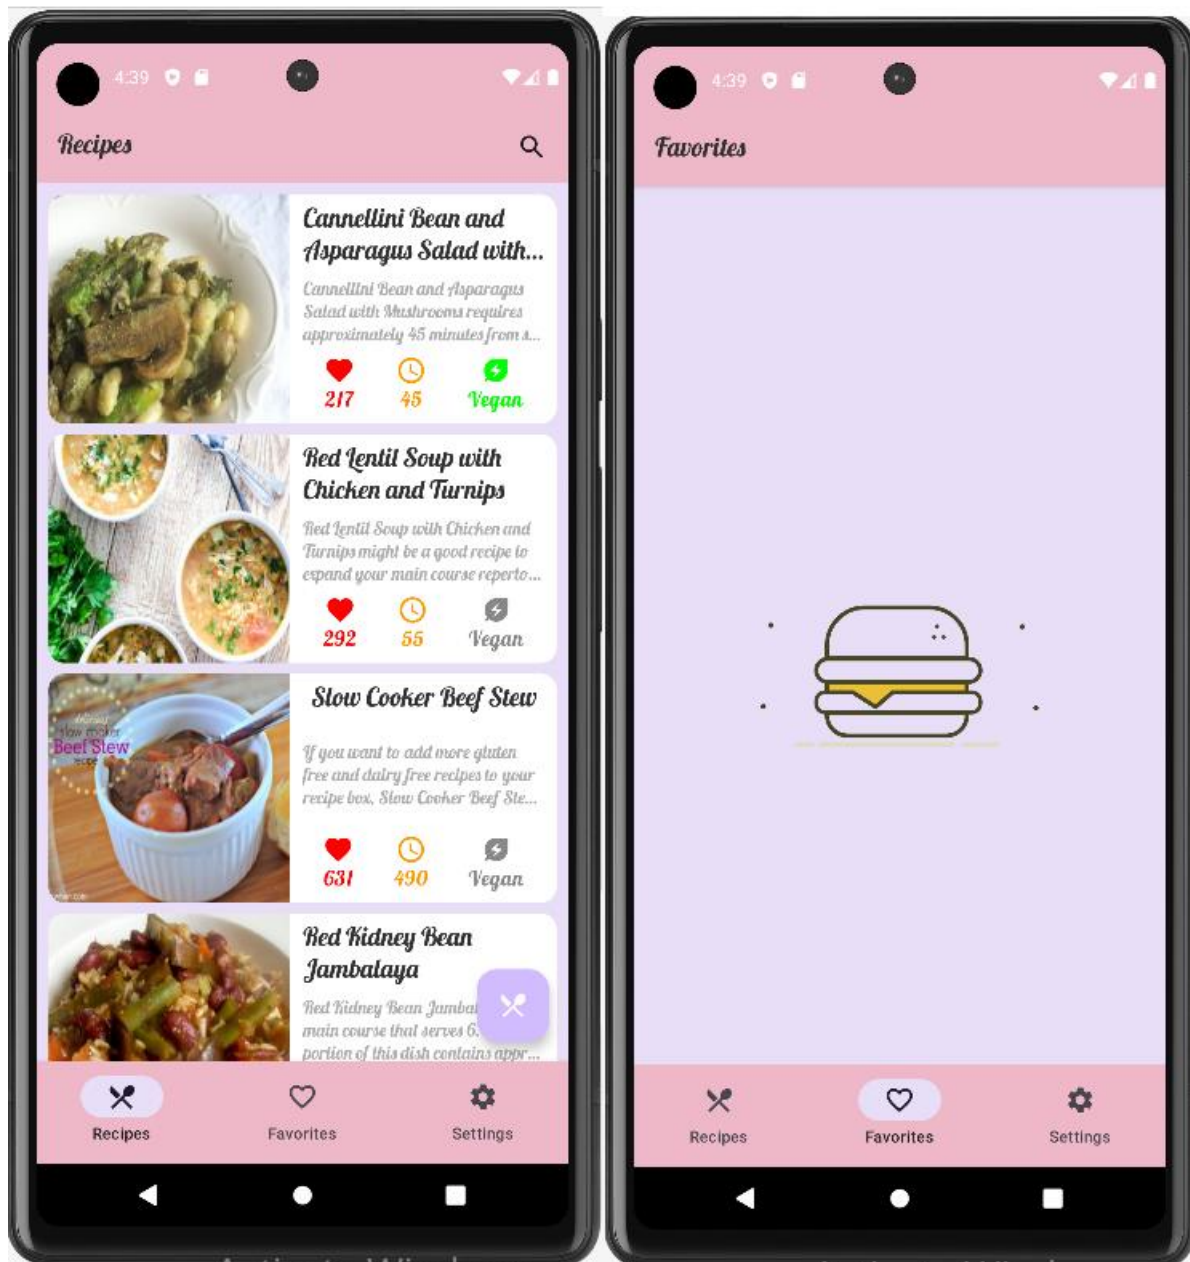 4:39
Recipes
Cannellini Bean and
Asparagus Salad with...
Cannellini Bean and Asparagus
Salad with Mushrooms requires
approximately 45 minutes from s...
217
45
Vegan
Red Lentil Soup with
Chicken and Turnips
Red Lentil Soup with Chicken and
Turnips might be a good recipe to
expand your main course reperto...
292
55
Vegan
slow cooker
Beef Stew
recipe
Slow Cooker Beef Stew
If you want to add more gluten
free and dairy free recipes to your
recipe box, Slow Cooker Beef Ste...
631
490
Vegan
Red Kidney Bean
Jambalaya
Red Kidney Bean Jambal
main course that serves 6.
portion of this dish contains appr...
Recipes
Favorites
Settings
4:39
Favorites
Recipes
Favorites
Settings